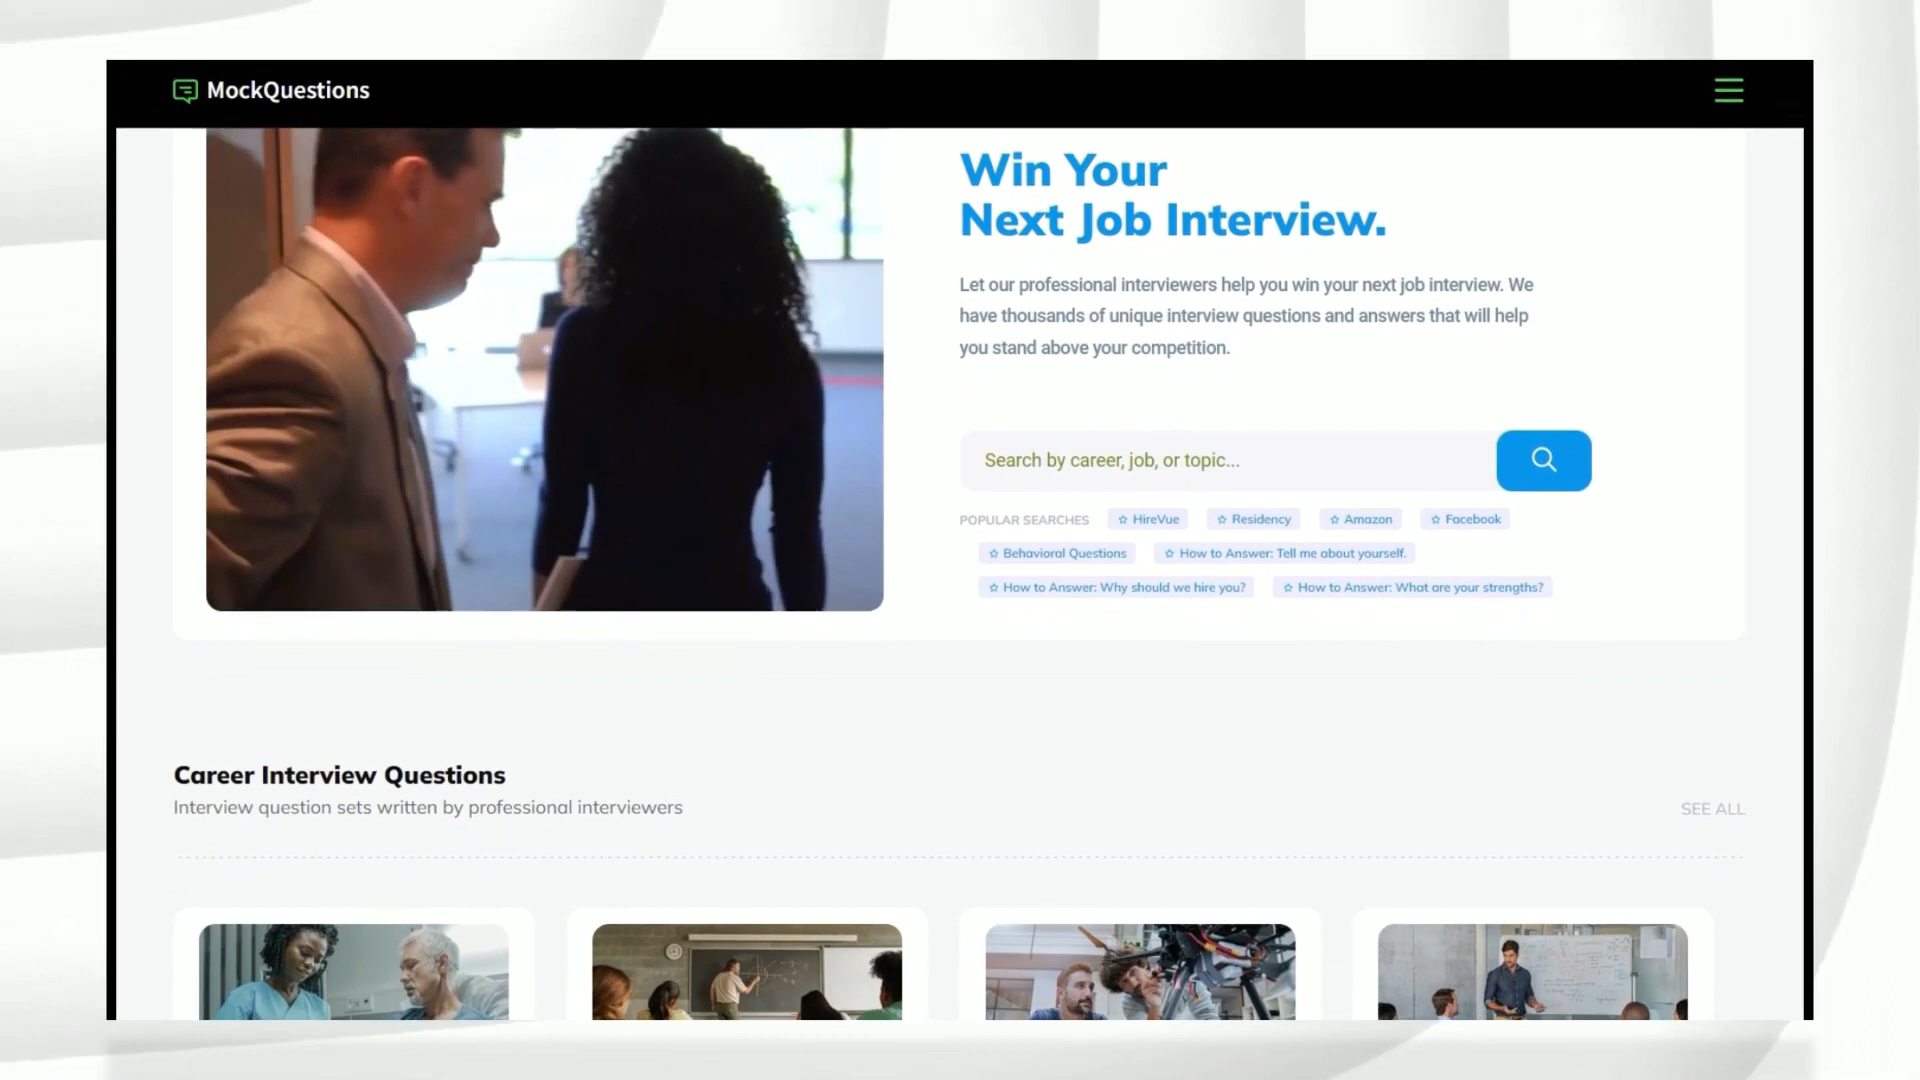 MockQuestions
Win Your
Next Job Interview.
Let our professional interviewers help you win your next job interview. We
have thousands of unique interview questions and answers that will help
you stand above your competition.
Search by career, job, or topic...
POPULAR SEARCHES HireVue Residency Amazon Facebook
Behavioral Questions How to Answer: Tell me about yourself.
How to Answer: Why should we hire you? How to Answer: What are your strengths?
Career Interview Questions
Interview question sets written by professional interviewers
SEE ALL